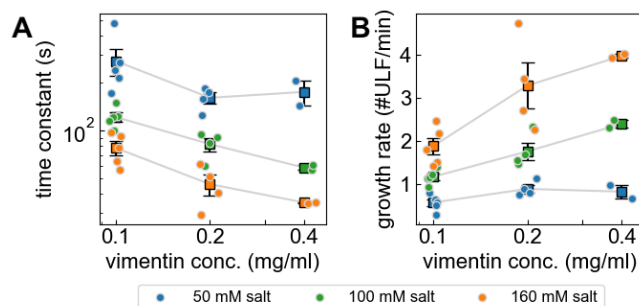 A
B
time constant (s)
10²
0.1 0.2 0.4
vimentin conc. (mg/ml)
growth rate (#ULF/min)
4
3
2
1
0.1 0.2 0.4
vimentin conc. (mg/ml)
50 mM salt 100 mM salt 160 mM salt